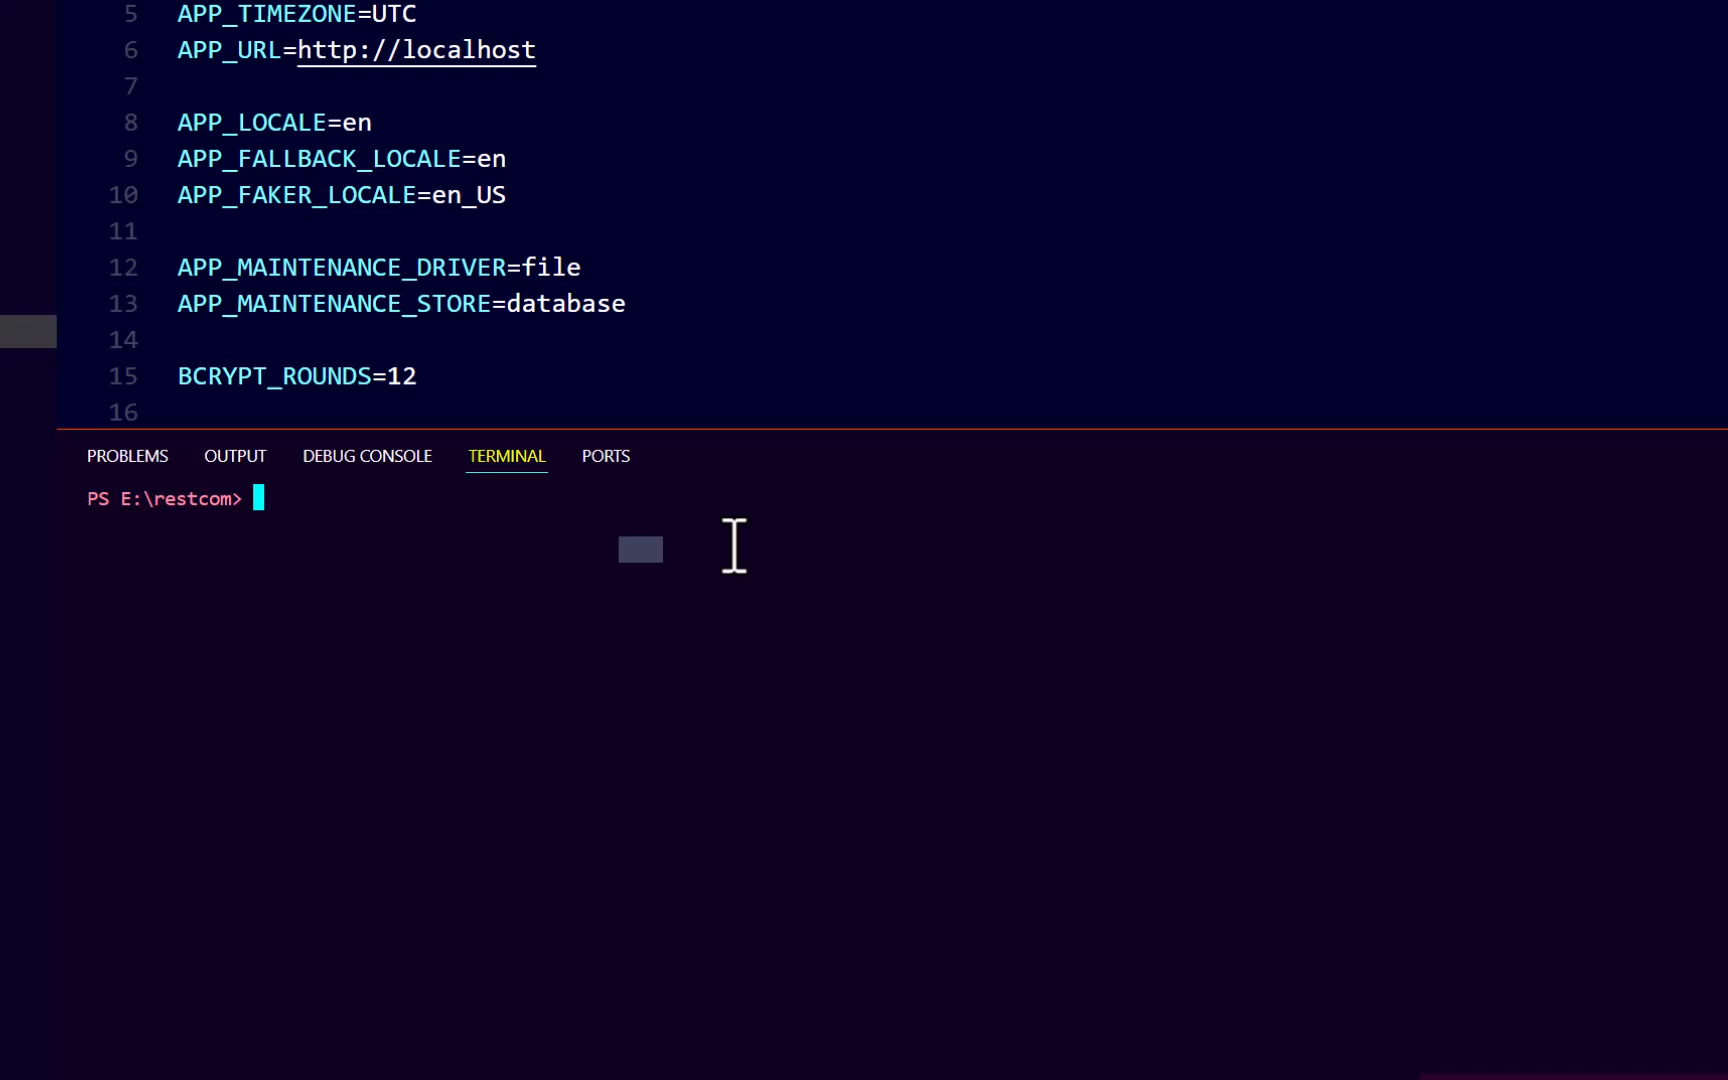 5 APP_TIMEZONE=UTC
6 APP_URL=http://localhost
7
8 APP_LOCALE=en
9 APP_FALLBACK_LOCALE=en
10 APP_FAKER_LOCALE=en_US
11
12 APP_MAINTENANCE_DRIVER=file
13 APP_MAINTENANCE_STORE=database
14
15 BCRYPT_ROUNDS=12
16
PROBLEMS OUTPUT DEBUG CONSOLE TERMINAL PORTS
PS E:\restcom>